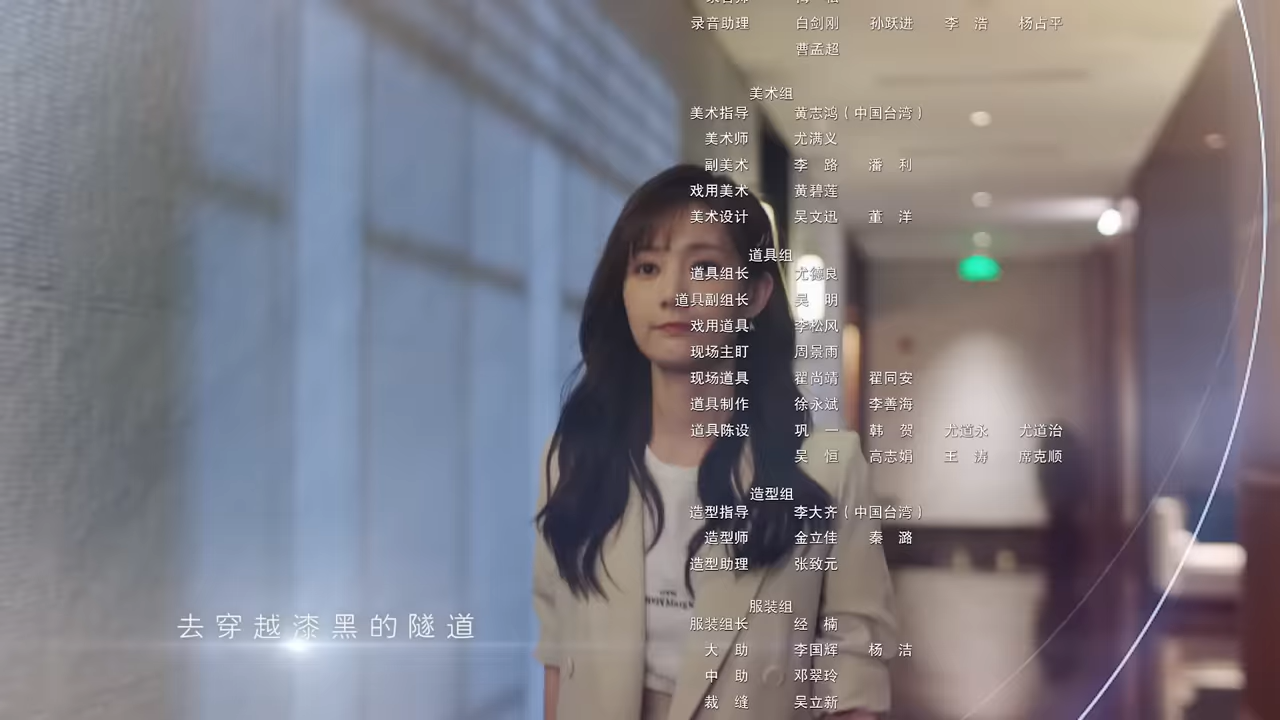 录音助理 白剑刚 孙跃进 李 浩 杨占平
曹孟超
美术组
美术指导 黄志鸿（中国台湾）
美术师 尤满义
副美术 李 路 潘 利
戏用美术 黄碧莲
美术设计 吴文迅 董 洋
道具组
道具组长 尤德良
道具副组长 吴 明
戏用道具 李松风
现场主盯 周景雨
现场道具 翟尚靖 翟同安
道具制作 徐永斌 李善海
道具陈设 巩 一 韩 贺 尤道永 尤道治
吴 恒 高志娟 王 涛 席克顺
造型组
造型指导 李大齐（中国台湾）
造型师 金立佳 秦 潞
造型助理 张致元
服装组
服装组长 经 楠
大 助 李国辉 杨 洁
中 助 邓翠玲
裁 缝 吴立新
去穿越漆黑的隧道